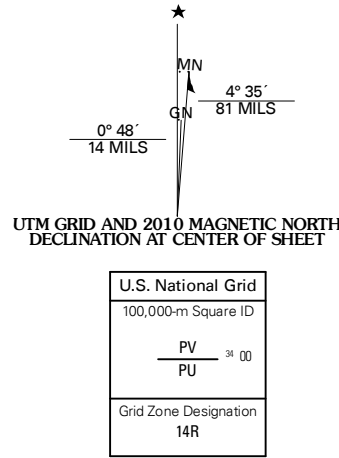 ★
MN
4° 35´
81 MILS
GN
0° 48´
14 MILS
UTM GRID AND 2010 MAGNETIC NORTH
DECLINATION AT CENTER OF SHEET
U.S. National Grid
100,000-m Square ID
PV
34 00
PU
Grid Zone Designation
14R